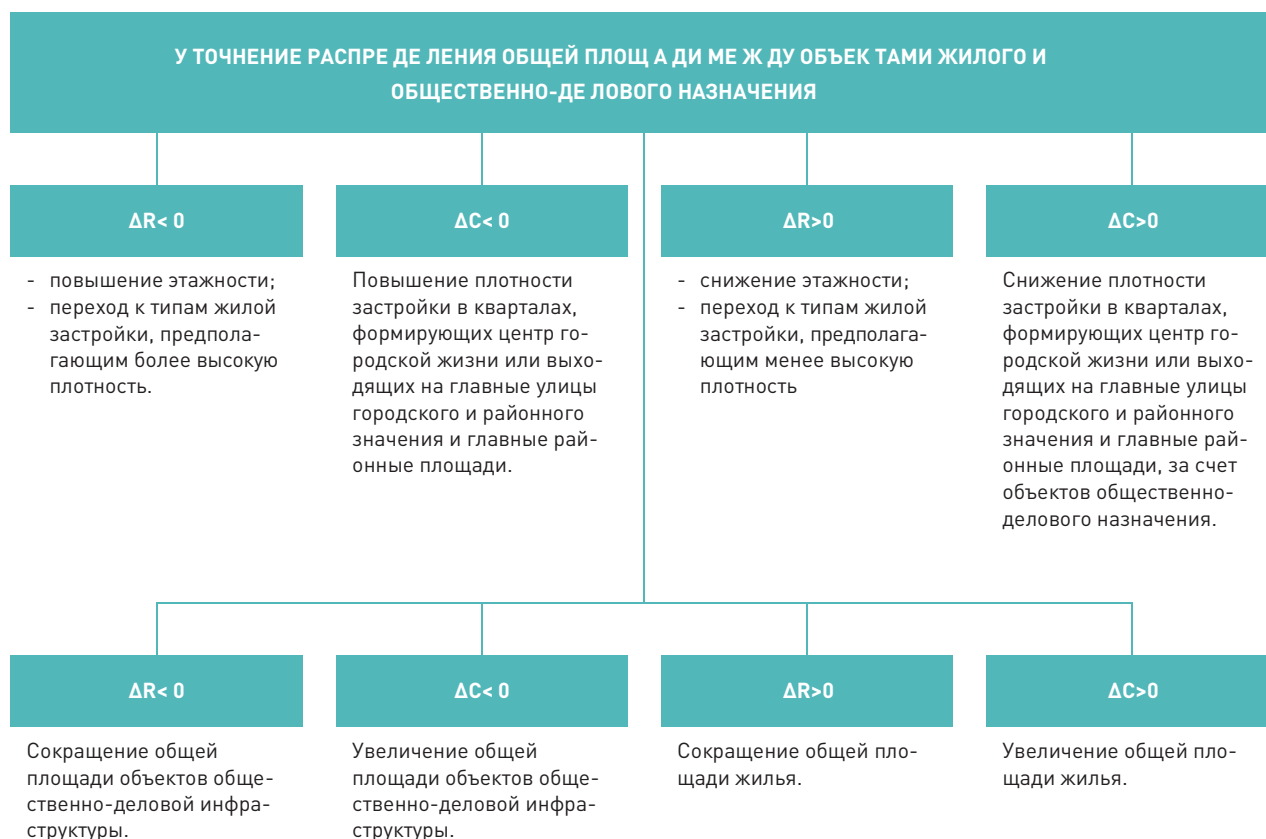 У ТОЧНЕНИЕ РАСПРЕ ДЕ ЛЕНИЯ ОБЩЕЙ ПЛОЩ А ДИ МЕ Ж ДУ ОБЪЕК ТАМИ ЖИЛОГО И
ОБЩЕСТВЕННО-ДЕ ЛОВОГО НАЗНАЧЕНИЯ
ΔR< 0
- повышение этажности;
- переход к типам жилой
застройки, предпола-
гающим более высокую
плотность.
ΔC< 0
Повышение плотности
застройки в кварталах,
формирующих центр го-
родской жизни или выхо-
дящих на главные улицы
городского и районного
значения и главные рай-
онные площади.
ΔR>0
- снижение этажности;
- переход к типам жилой
застройки, предполага-
ющим менее высокую
плотность
ΔC>0
Снижение плотности
застройки в кварталах,
формирующих центр го-
родской жизни или выхо-
дящих на главные улицы
городского и районного
значения и главные рай-
онные площади, за счет
объектов общественно-
делового назначения.
ΔR< 0
Сокращение общей
площади объектов обще-
ственно-деловой инфра-
структуры.
ΔC< 0
Увеличение общей
площади объектов обще-
ственно-деловой инфра-
структуры.
ΔR>0
Сокращение общей пло-
щади жилья.
ΔC>0
Увеличение общей пло-
щади жилья.